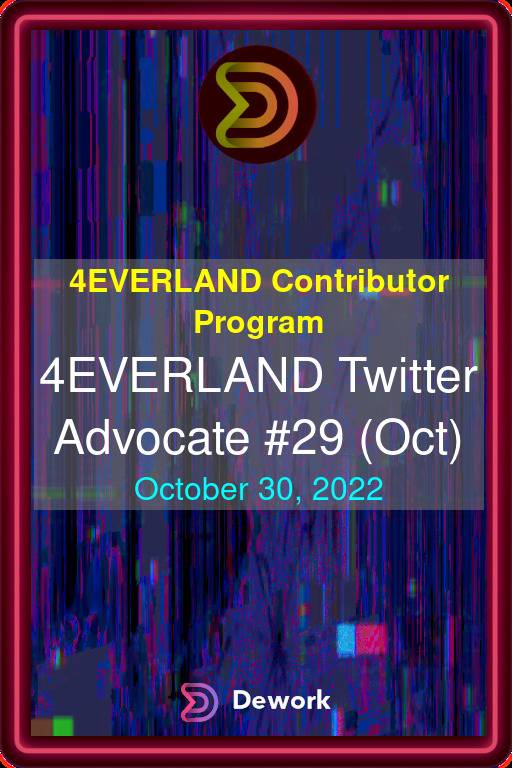 4EVERLAND Contributor
Program
4EVERLAND Twitter
Advocate #29 (Oct)
October 30, 2022
Dework